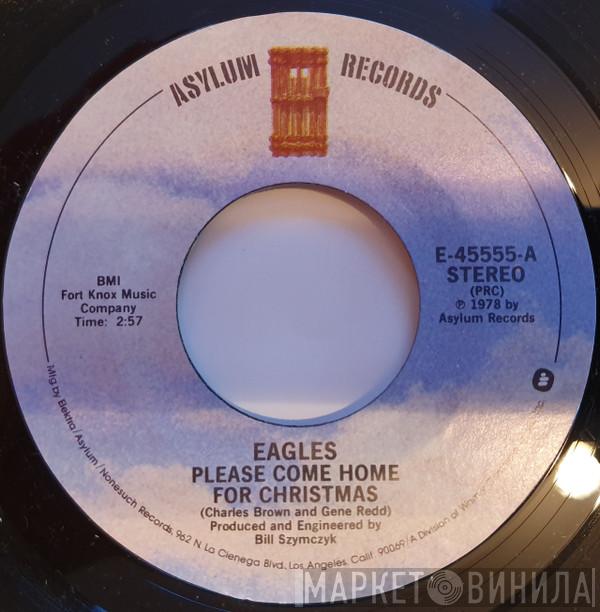 ASYLUM RECORDS
BMI
Fort Knox Music
Company
Time: 2:57
E-45555-A
STEREO
(PRC)
℗ 1978 by
Asylum Records
EAGLES
PLEASE COME HOME
FOR CHRISTMAS
(Charles Brown and Gene Redd)
Produced and Engineered by
Bill Szymczyk
Mfg. by Elektra/Asylum/Nonesuch Records, 962 N. La Cienega Blvd., Los Angeles, Calif. 90069/A Division of
МАРКЕТ ВИНИЛА